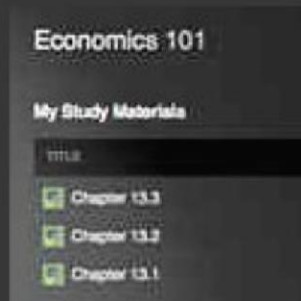 Economics 101
My Study Materials
TITLE
Chapter 13.3
Chapter 13.2
Chapter 13.1